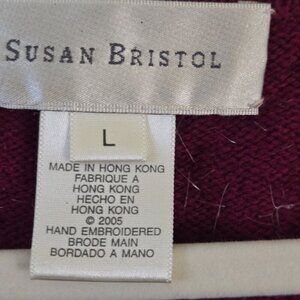 SUSAN BRISTOL
L
MADE IN HONG KONG
FABRIQUE A
HONG KONG
HECHO EN
HONG KONG
© 2005
HAND EMBROIDERED
BRODE MAIN
BORDADO A MANO